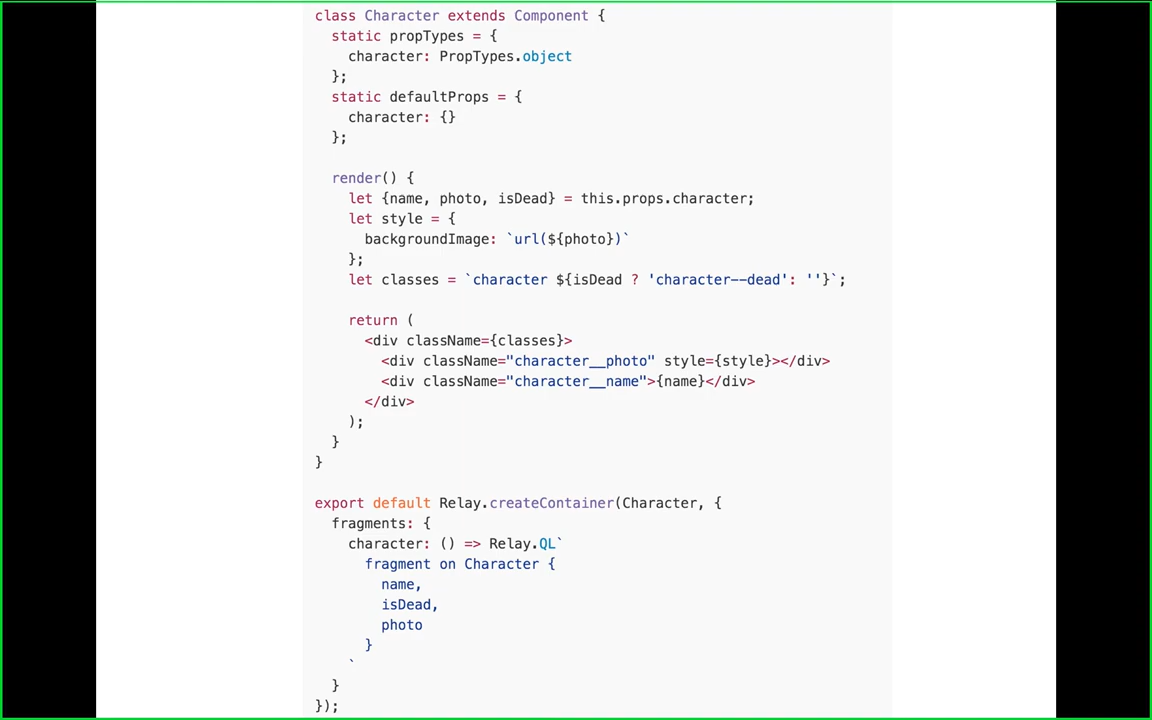 class Character extends Component {
  static propTypes = {
    character: PropTypes.object
  };
  static defaultProps = {
    character: {}
  };

  render() {
    let {name, photo, isDead} = this.props.character;
    let style = {
      backgroundImage: `url(${photo})`
    };
    let classes = `character ${isDead ? 'character--dead': ''}`;

    return (
      <div className={classes}>
        <div className="character__photo" style={style}></div>
        <div className="character__name">{name}</div>
      </div>
    );
  }
}

export default Relay.createContainer(Character, {
  fragments: {
    character: () => Relay.QL`
      fragment on Character {
        name,
        isDead,
        photo
      }
    `
  }
});